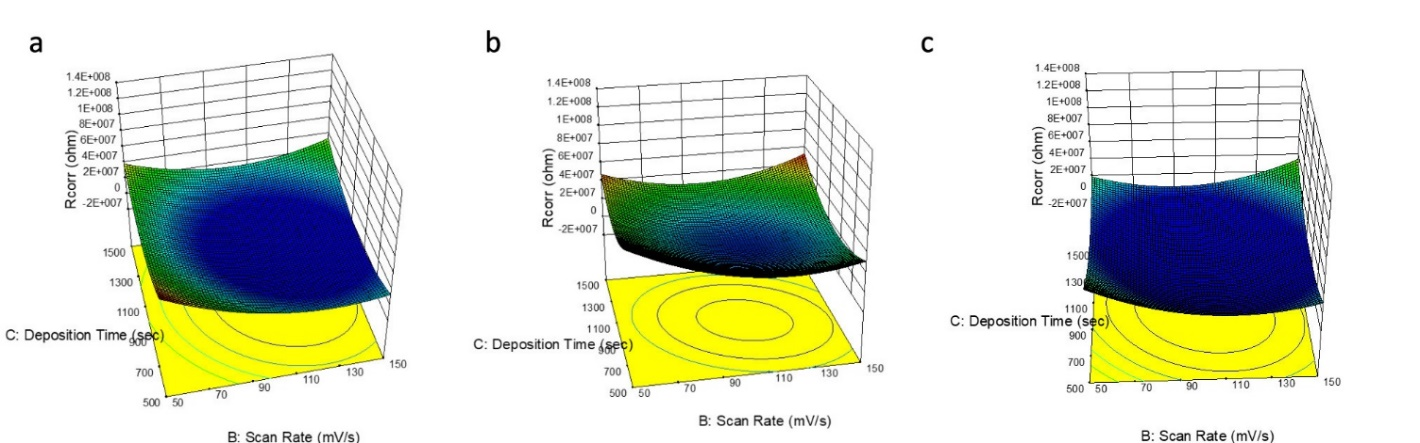 a
1.4E+008
1.2E+008
1E+008
8E+007
6E+007
4E+007
2E+007
0
-2E+007
Rcorr (ohm)
1500
1300
1100
900
700
500
C: Deposition Time (sec)
50
70
90
110
130
150
B: Scan Rate (mV/s)
b
1.4E+008
1.2E+008
1E+008
8E+007
6E+007
4E+007
2E+007
0
-2E+007
Rcorr (ohm)
1500
1300
1100
900
700
500
C: Deposition Time (sec)
50
70
90
110
130
150
B: Scan Rate (mV/s)
c
1.4E+008
1.2E+008
1E+008
8E+007
6E+007
4E+007
2E+007
0
-2E+007
Rcorr (ohm)
1500
130
1100
900
700
500
C: Deposition Time (sec)
50
70
90
110
130
150
B: Scan Rate (mV/s)